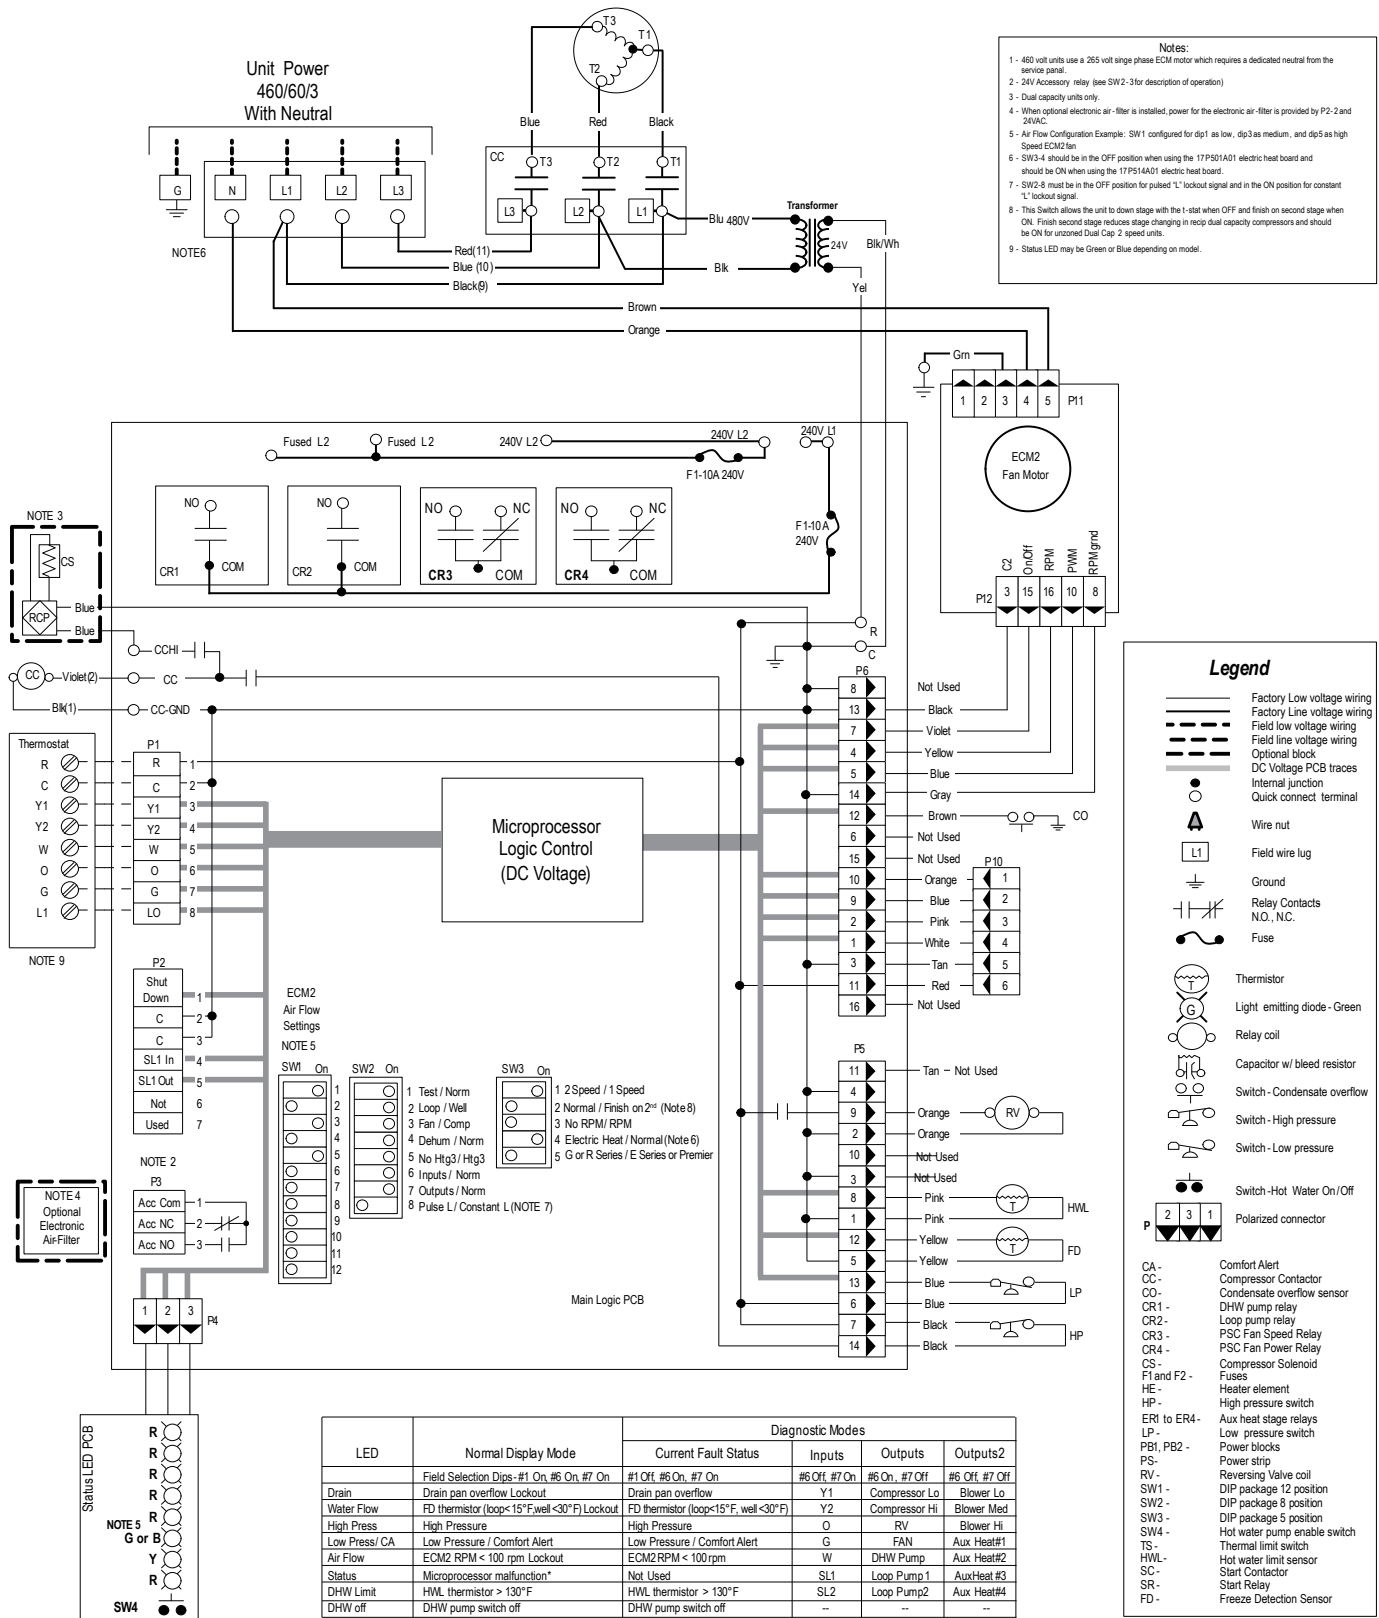 Unit Power
460/60/3
With Neutral
G
N
L1
L2
L3
NOTE6
T3
T1
T2
Blue
Red
Black
CC
T3
T2
T1
L3
L2
L1
Red(11)
Blue (10)
Black(9)
Blu 480V
Blk
Transformer
24V
Blk/Wh
Yel
Brown
Orange
Notes:
1 - 460 volt units use a 265 volt singe phase ECM motor which requires a dedicated neutral from the
service panel.
2 - 24V Accessory relay (see SW2-3 for description of operation)
3 - Dual capacity units only.
4 - When optional electronic air-filter is installed, power for the electronic air-filter is provided by P2-2 and
24VAC.
5 - Air Flow Configuration Example: SW1 configured for dip1 as low, dip3 as medium, and dip5 as high
Speed ECM2 fan
6 - SW3-4 should be in the OFF position when using the 17P501A01 electric heat board and
should be ON when using the 17P514A01 electric heat board.
7 - SW2-8 must be in the OFF position for pulsed "L" lockout signal and in the ON position for constant
"L" lockout signal.
8 - This Switch allows the unit to down stage with the t-stat when OFF and finish on second stage when
ON. Finish second stage reduces stage changing in recip dual capacity compressors and should
be ON for unzoned Dual Cap 2 speed units.
9 - Status LED may be Green or Blue depending on model.
Grn
1 2 3 4 5 P11
ECM2
Fan Motor
C2
On/Off
RPM
PWM
RPM grnd
P12 3 15 16 10 8
Fused L2
Fused L2
240V L2
240V L2
240V L1
F1-10A 240V
F1-10A
240V
NO
CR1
COM
NO
CR2
COM
NO
NC
CR3
COM
NO
NC
CR4
COM
NOTE 3
CS
RCP
Blue
Blue
CCHI
CC
Violet(2)
CC
Blk(1)
CC-GND
R
C
Thermostat
P1
R R 1
C C 2
Y1 Y1 3
Y2 Y2 4
W W 5
O O 6
G G 7
L1 LO 8
NOTE 9
P2
Shut
Down 1
C 2
C 3
SL1 In 4
SL1 Out 5
Not 6
Used 7
NOTE 2
P3
Acc Com 1
Acc NC 2
Acc NO 3
NOTE 4
Optional
Electronic
Air-Filter
1 2 3 P4
Microprocessor
Logic Control
(DC Voltage)
ECM2
Air Flow
Settings
NOTE 5
SW1 On
1
2
3
4
5
6
7
8
9
10
11
12
SW2 On
1 Test / Norm
2 Loop / Well
3 Fan / Comp
4 Dehum / Norm
5 No Htg3/ Htg3
6 Inputs / Norm
7 Outputs / Norm
8 Pulse L / Constant L (NOTE 7)
SW3 On
1 2 Speed / 1 Speed
2 Normal / Finish on 2nd (Note 8)
3 No RPM/ RPM
4 Electric Heat / Normal (Note 6)
5 G or R Series / E Series or Premier
Main Logic PCB
P6
8 Not Used
13 Black
7 Violet
4 Yellow
5 Blue
14 Gray
12 Brown CO
6 Not Used
15 Not Used
P10
10 Orange 1
9 Blue 2
2 Pink 3
1 White 4
3 Tan 5
11 Red 6
16 Not Used
P5
11 Tan - Not Used
4
9 Orange RV
2 Orange
10 Not Used
3 Not Used
8 Pink T
HWL
1 Pink
12 Yellow T
FD
5 Yellow
13 Blue
LP
6 Blue
7 Black
HP
14 Black
Legend
Factory Low voltage wiring
Factory Line voltage wiring
Field low voltage wiring
Field line voltage wiring
Optional block
DC Voltage PCB traces
Internal junction
Quick connect terminal
Wire nut
L1 Field wire lug
Ground
Relay Contacts
N.O., N.C.
Fuse
T Thermistor
G Light emitting diode - Green
Relay coil
Capacitor w/ bleed resistor
Switch - Condensate overflow
Switch - High pressure
Switch - Low pressure
Switch - Hot Water On/Off
P 2 3 1 Polarized connector
CA - Comfort Alert
CC - Compressor Contactor
CO - Condensate overflow sensor
CR1 - DHW pump relay
CR2 - Loop pump relay
CR3 - PSC Fan Speed Relay
CR4 - PSC Fan Power Relay
CS - Compressor Solenoid
F1 and F2 - Fuses
HE - Heater element
HP - High pressure switch
ER1 to ER4 - Aux heat stage relays
LP - Low pressure switch
PB1, PB2 - Power blocks
PS- Power strip
RV - Reversing Valve coil
SW1 - DIP package 12 position
SW2 - DIP package 8 position
SW3 - DIP package 5 position
SW4 - Hot water pump enable switch
TS - Thermal limit switch
HWL- Hot water limit sensor
SC - Start Contactor
SR - Start Relay
FD - Freeze Detection Sensor
Status LED PCB
R
R
R
R
R
NOTE 5
G or B
Y
R
SW4
Diagnostic Modes
LED Normal Display Mode Current Fault Status Inputs Outputs Outputs2
Field Selection Dips - #1 On, #6 On, #7 On #1 Off, #6 On, #7 On #6 Off, #7 On #6 On, #7 Off #6 Off, #7 Off
Drain Drain pan overflow Lockout Drain pan overflow Y1 Compressor Lo Blower Lo
Water Flow FD thermistor (loop<15°F,well<30°F) Lockout FD thermistor (loop<15°F, well<30°F) Y2 Compressor Hi Blower Med
High Press High Pressure High Pressure O RV Blower Hi
Low Press/ CA Low Pressure / Comfort Alert Low Pressure / Comfort Alert G FAN Aux Heat#1
Air Flow ECM2 RPM < 100 rpm Lockout ECM2 RPM < 100 rpm W DHW Pump Aux Heat#2
Status Microprocessor malfunction* Not Used SL1 Loop Pump 1 AuxHeat #3
DHW Limit HWL thermistor > 130°F HWL thermistor > 130°F SL2 Loop Pump2 Aux Heat#4
DHW off DHW pump switch off DHW pump switch off -- -- --